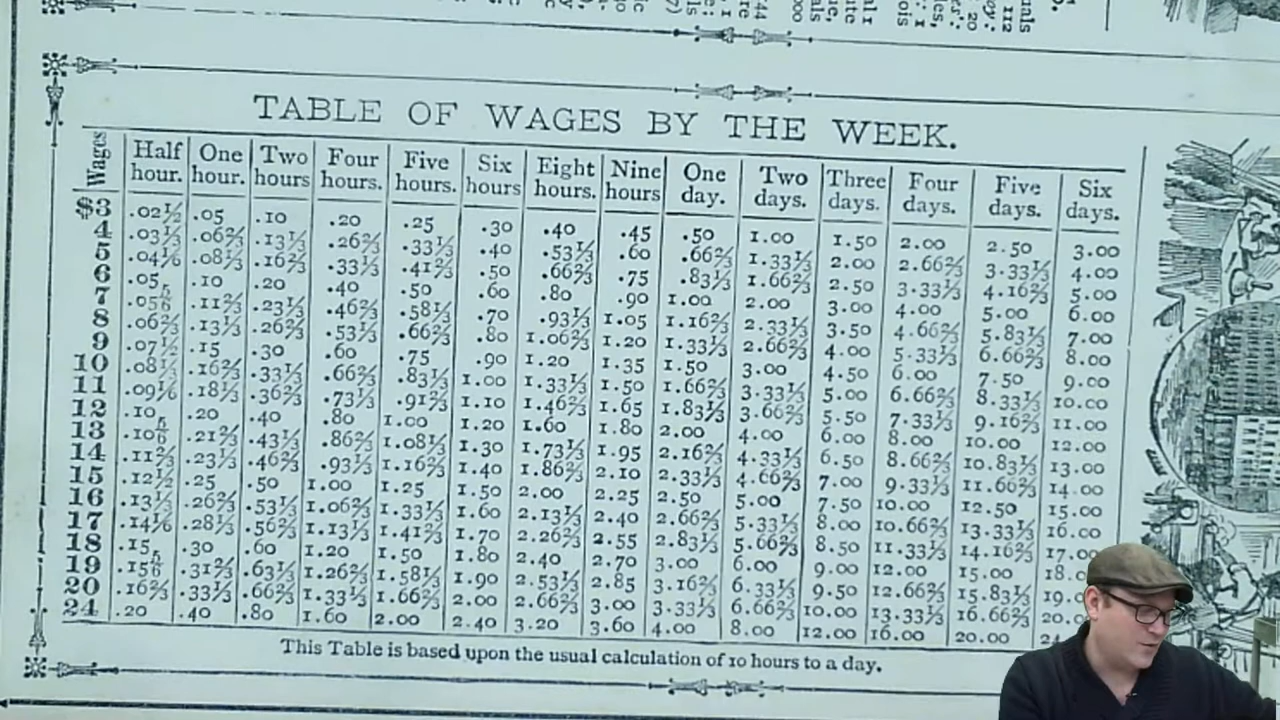 TABLE OF WAGES BY THE WEEK.
Wages Half hour. One hour. Two hours Four hours. Five hours. Six hours Eight hours. Nine hours One day. Two days. Three days. Four days. Five days. Six days.
$3 .02½ .05 .10 .20 .25 .30 .40 .45 .50 1.00 1.50 2.00 2.50 3.00
4 .03⅓ .06⅔ .13⅓ .26⅔ .33⅓ .40 .53⅓ .60 .66⅔ 1.33⅓ 2.00 2.66⅔ 3.33⅓ 4.00
5 .04⅙ .08⅓ .16⅔ .33⅓ .41⅔ .50 .66⅔ .75 .83⅓ 1.66⅔ 2.50 3.33⅓ 4.16⅔ 5.00
6 .05 .10 .20 .40 .50 .60 .80 .90 1.00 2.00 3.00 4.00 5.00 6.00
7 .05⅚ .11⅔ .23⅓ .46⅔ .58⅓ .70 .93⅓ 1.05 1.16⅔ 2.33⅓ 3.50 4.66⅔ 5.83⅓ 7.00
8 .06⅔ .13⅓ .26⅔ .53⅓ .66⅔ .80 1.06⅔ 1.20 1.33⅓ 2.66⅔ 4.00 5.33⅓ 6.66⅔ 8.00
9 .07½ .15 .30 .60 .75 .90 1.20 1.35 1.50 3.00 4.50 6.00 7.50 9.00
10 .08⅓ .16⅔ .33⅓ .66⅔ .83⅓ 1.00 1.33⅓ 1.50 1.66⅔ 3.33⅓ 5.00 6.66⅔ 8.33⅓ 10.00
11 .09⅙ .18⅓ .36⅔ .73⅓ .91⅔ 1.10 1.46⅔ 1.65 1.83⅓ 3.66⅔ 5.50 7.33⅓ 9.16⅔ 11.00
12 .10 .20 .40 .80 1.00 1.20 1.60 1.80 2.00 4.00 6.00 8.00 10.00 12.00
13 .10⅚ .21⅔ .43⅓ .86⅔ 1.08⅓ 1.30 1.73⅓ 1.95 2.16⅔ 4.33⅓ 6.50 8.66⅔ 10.83⅓ 13.00
14 .11⅔ .23⅓ .46⅔ .93⅓ 1.16⅔ 1.40 1.86⅔ 2.10 2.33⅓ 4.66⅔ 7.00 9.33⅓ 11.66⅔ 14.00
15 .12½ .25 .50 1.00 1.25 1.50 2.00 2.25 2.50 5.00 7.50 10.00 12.50 15.00
16 .13⅓ .26⅔ .53⅓ 1.06⅔ 1.33⅓ 1.60 2.13⅓ 2.40 2.66⅔ 5.33⅓ 8.00 10.66⅔ 13.33⅓ 16.00
17 .14⅙ .28⅓ .56⅔ 1.13⅓ 1.41⅔ 1.70 2.26⅔ 2.55 2.83⅓ 5.66⅔ 8.50 11.33⅓ 14.16⅔ 17.00
18 .15 .30 .60 1.20 1.50 1.80 2.40 2.70 3.00 6.00 9.00 12.00 15.00 18.0
19 .15⅚ .31⅔ .63⅓ 1.26⅔ 1.58⅓ 1.90 2.53⅓ 2.85 3.16⅔ 6.33⅓ 9.50 12.66⅔ 15.83⅓ 19.0
20 .16⅔ .33⅓ .66⅔ 1.33⅓ 1.66⅔ 2.00 2.66⅔ 3.00 3.33⅓ 6.66⅔ 10.00 13.33⅓ 16.66⅔ 20.
24 .20 .40 .80 1.60 2.00 2.40 3.20 3.60 4.00 8.00 12.00 16.00 20.00 24
This Table is based upon the usual calculation of 10 hours to a day.